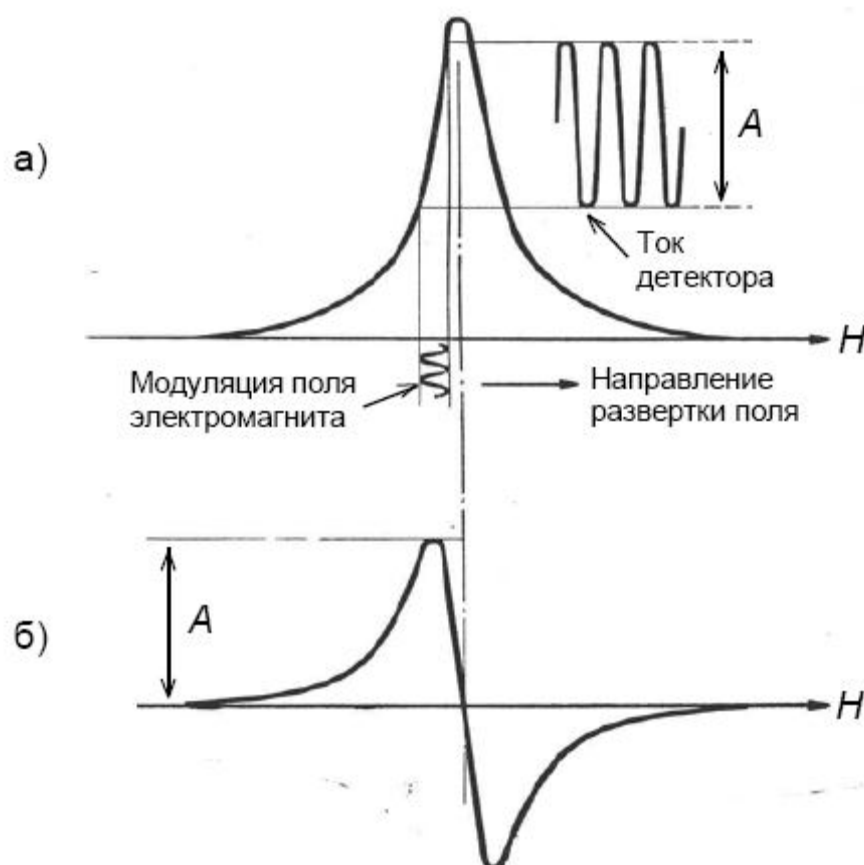 а)
A
Ток
детектора
H
Модуляция поля
электромагнита
Направление
развертки поля
A
б)
H